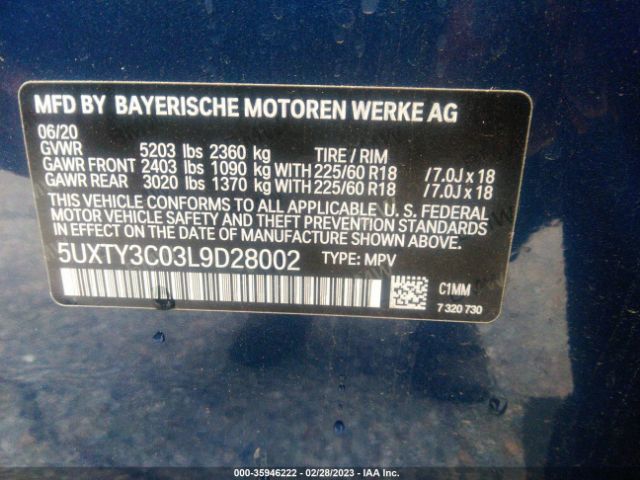 MFD BY BAYERISCHE MOTOREN WERKE AG
06/20
GVWR 5203 lbs 2360 kg TIRE / RIM
GAWR FRONT 2403 lbs 1090 kg WITH 225/60 R18 /7.0J x 18
GAWR REAR 3020 lbs 1370 kg WITH 225/60 R18 /7.0J x 18
THIS VEHICLE CONFORMS TO ALL APPLICABLE U. S. FEDERAL
MOTOR VEHICLE SAFETY AND THEFT PREVENTION STANDARDS
IN EFFECT ON THE DATE OF MANUFACTURE SHOWN ABOVE.
5UXTY3C03L9D28002 TYPE: MPV
C1MM
7 320 730
000-35946222 — 02/28/2023 — IAA Inc.